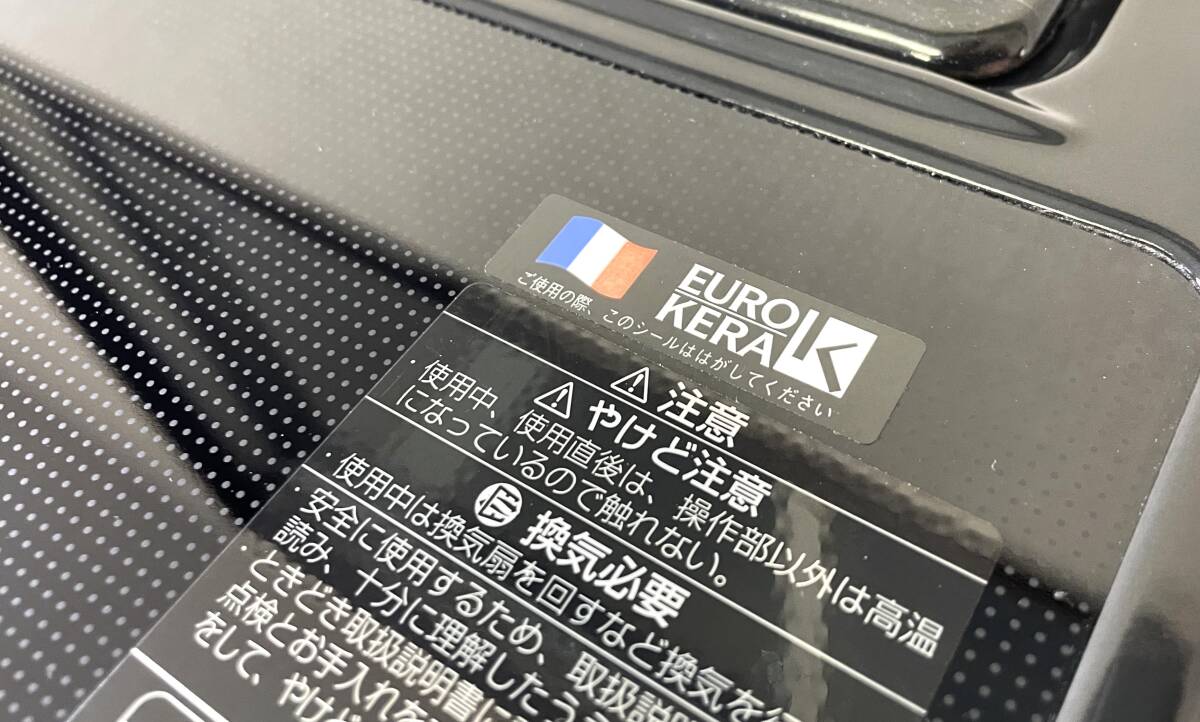 EURO
KERA
ご使用の際、このシールははがしてください
注意
やけど注意
使用中、使用直後は、操作部以外は高温
になっているので触れない。
換気必要
・使用中は換気扇を回すなど換気を
・安全に使用するため、取扱説明
読み、十分に理解したう
・ときどき取扱説明書に
点検とお手入れを
をして、やけど